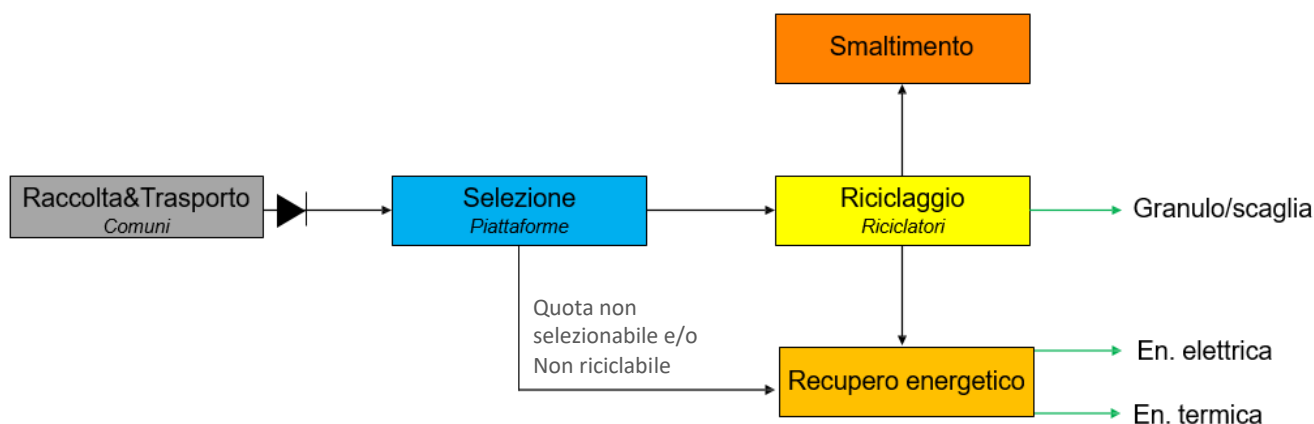 Smaltimento
Raccolta&Trasporto
Comuni
Selezione
Piattaforme
Riciclaggio
Riciclatori
Granulo/scaglia
Quota non
selezionabile e/o
Non riciclabile
Recupero energetico
En. elettrica
En. termica